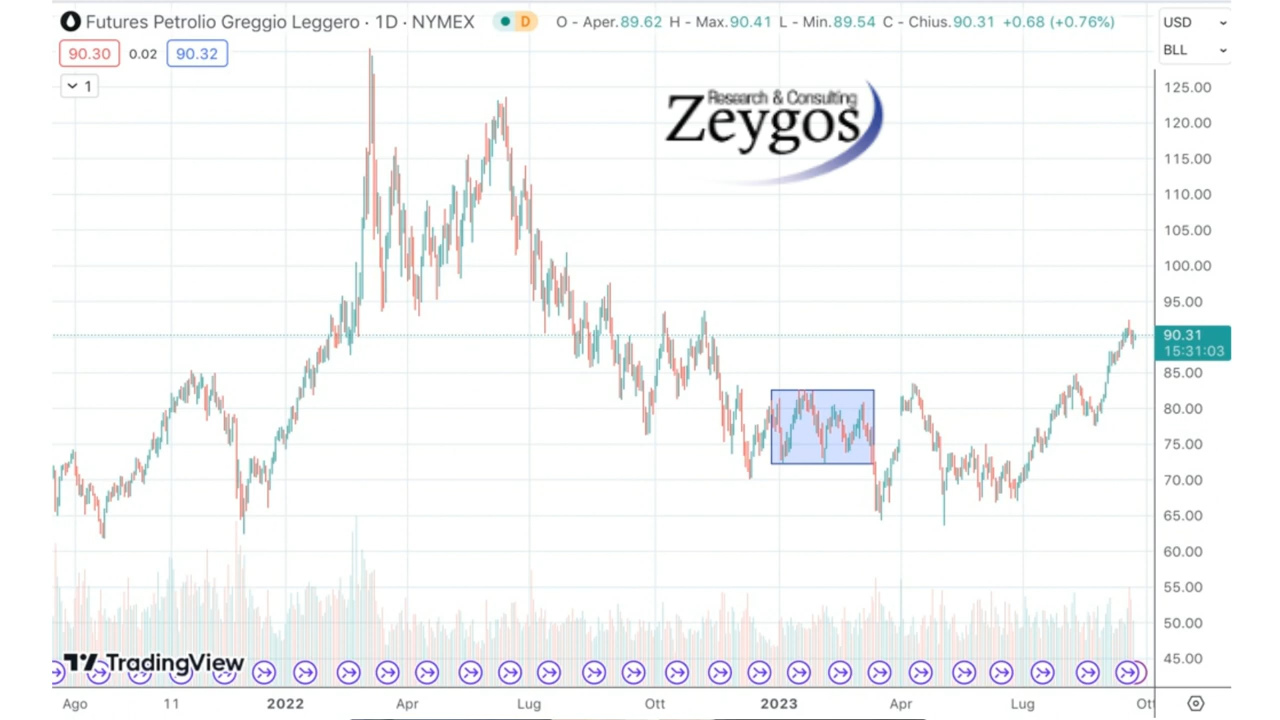 Futures Petrolio Greggio Leggero · 1D · NYMEX D O - Aper.89.62 H - Max.90.41 L - Min.89.54 C - Chius.90.31 +0.68 (+0.76%)
USD
90.30 0.02 90.32
BLL
1
Research & Consulting
Zeygos
125.00
120.00
115.00
110.00
105.00
100.00
95.00
90.31
15:31:03
85.00
80.00
75.00
70.00
65.00
60.00
55.00
50.00
45.00
TradingView
Ago 11 2022 Apr Lug Ott 2023 Apr Lug Ott